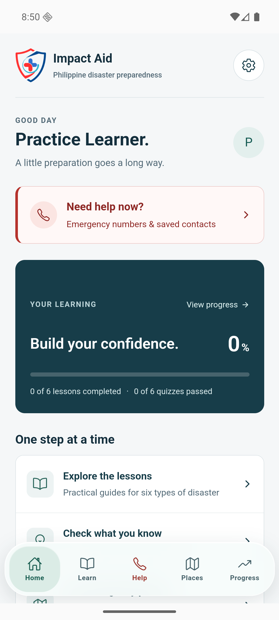 8:50
Impact Aid
Philippine disaster preparedness
GOOD DAY
Practice Learner.
P
A little preparation goes a long way.
Need help now?
Emergency numbers & saved contacts
YOUR LEARNING
View progress →
Build your confidence.
0%
0 of 6 lessons completed · 0 of 6 quizzes passed
One step at a time
Explore the lessons
Practical guides for six types of disaster
Check what you know
Home
Learn
Help
Places
Progress